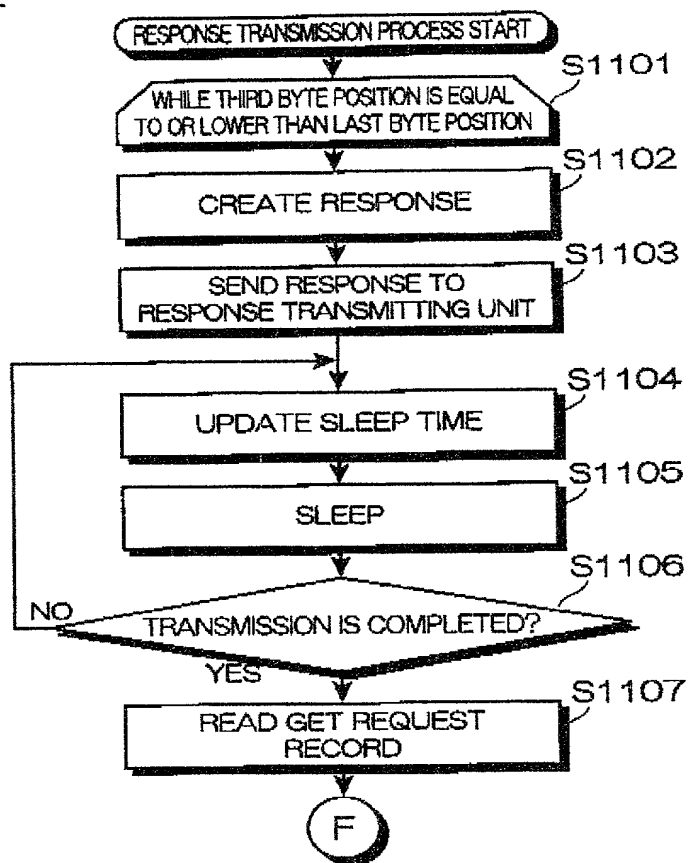 RESPONSE TRANSMISSION PROCESS START
S1101
WHILE THIRD BYTE POSITION IS EQUAL
TO OR LOWER THAN LAST BYTE POSITION
S1102
CREATE RESPONSE
S1103
SEND RESPONSE TO
RESPONSE TRANSMITTING UNIT
S1104
UPDATE SLEEP TIME
S1105
SLEEP
S1106
NO
TRANSMISSION IS COMPLETED?
YES
S1107
READ GET REQUEST
RECORD
F